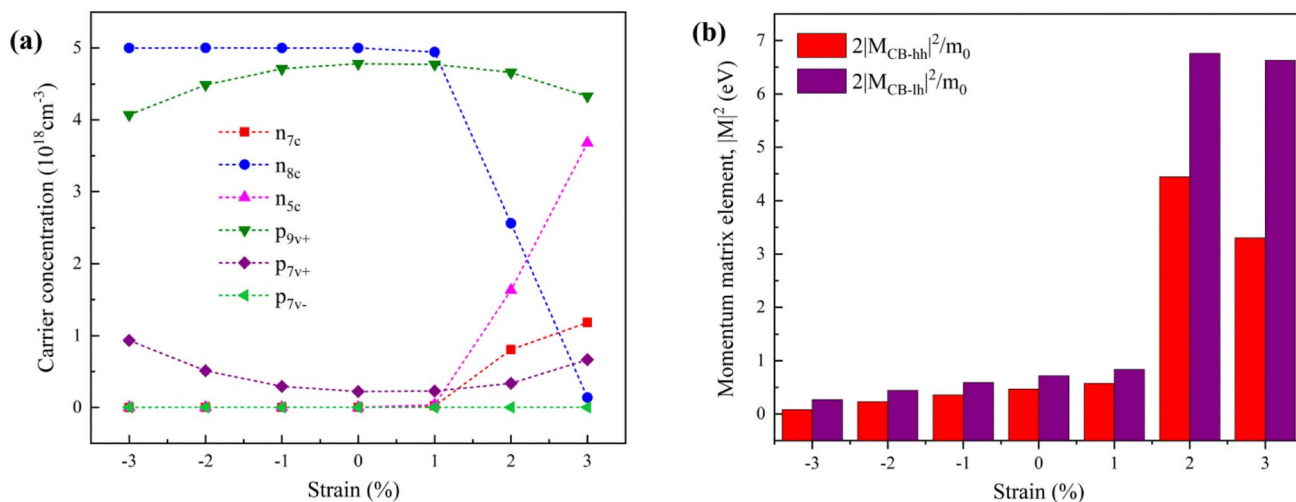 (a)
Carrier concentration (10¹⁸cm⁻³)
5
4
3
2
1
0
n₇c
n₈c
n₅c
p₉v₊
p₇v₊
p₇v₋
-3 -2 -1 0 1 2 3
Strain (%)
(b)
Momentum matrix element, |M|² (eV)
7
6
5
4
3
2
1
0
2|M_CB-hh|²/m₀
2|M_CB-lh|²/m₀
-3 -2 -1 0 1 2 3
Strain (%)